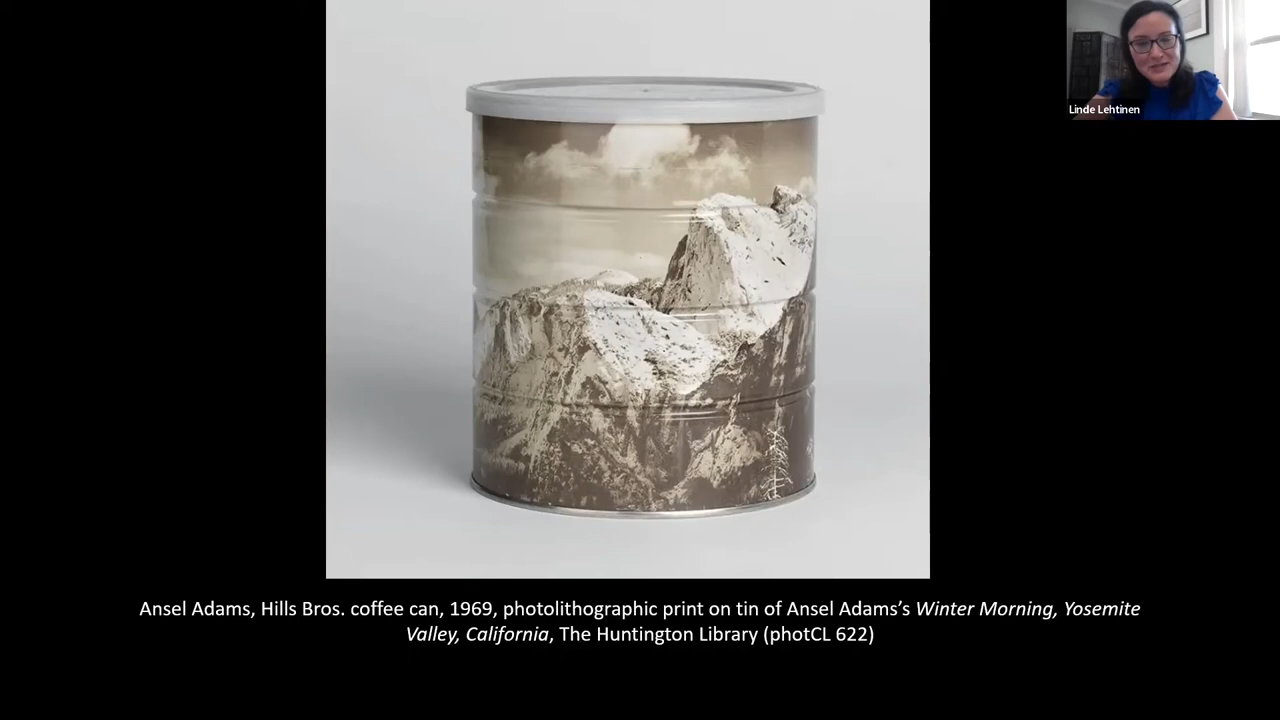 Linde Lehtinen
Ansel Adams, Hills Bros. coffee can, 1969, photolithographic print on tin of Ansel Adams’s Winter Morning, Yosemite
Valley, California, The Huntington Library (photCL 622)